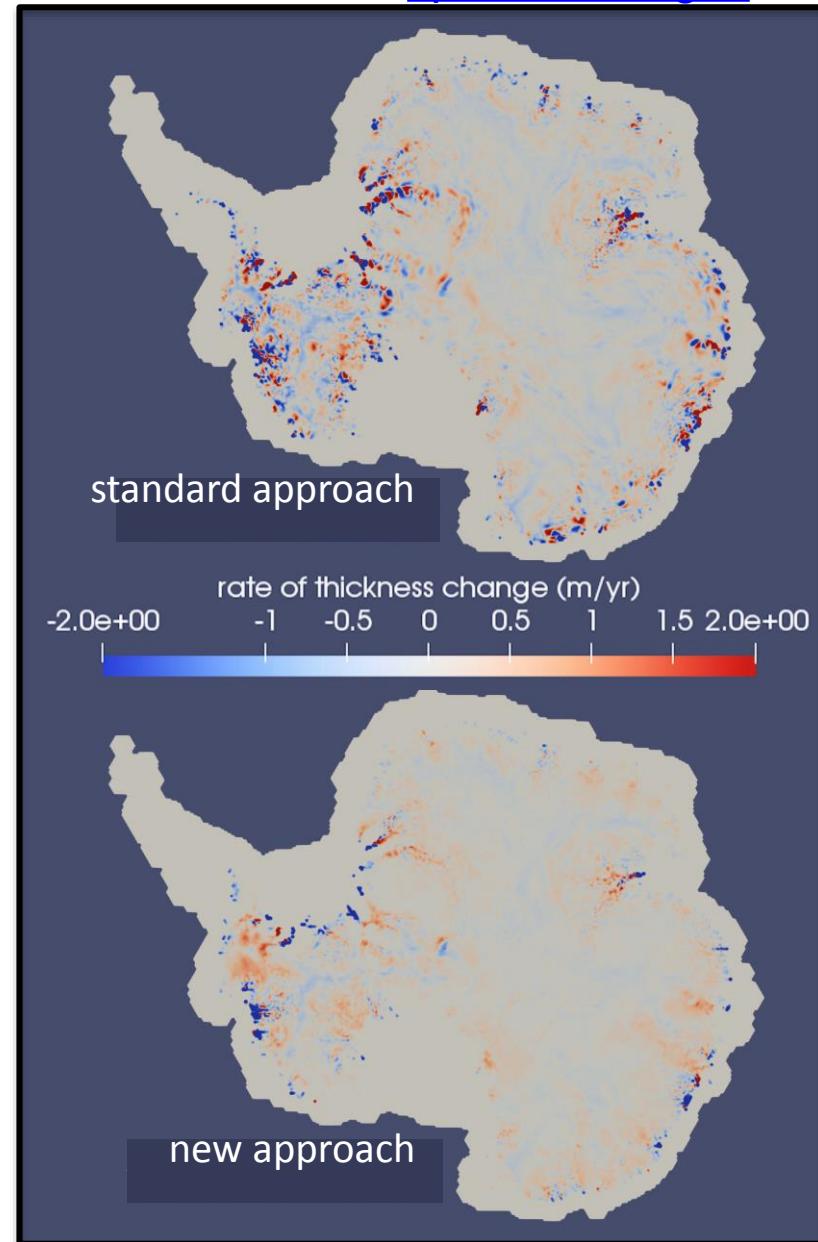 standard approach
rate of thickness change (m/yr)
-2.0e+00 -1 -0.5 0 0.5 1 1.5 2.0e+00
new approach